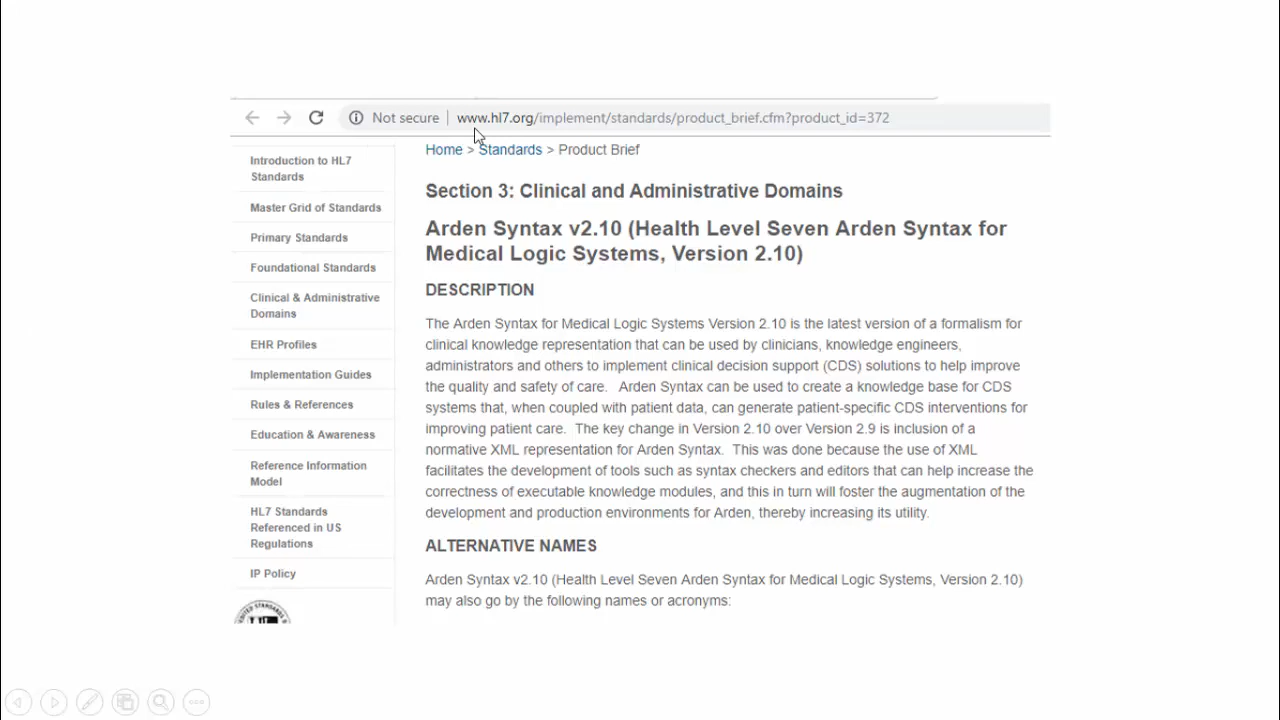 Not secure | www.hl7.org/implement/standards/product_brief.cfm?product_id=372
Introduction to HL7
Standards
Master Grid of Standards
Primary Standards
Foundational Standards
Clinical & Administrative
Domains
EHR Profiles
Implementation Guides
Rules & References
Education & Awareness
Reference Information
Model
HL7 Standards
Referenced in US
Regulations
IP Policy
Home > Standards > Product Brief
Section 3: Clinical and Administrative Domains
Arden Syntax v2.10 (Health Level Seven Arden Syntax for
Medical Logic Systems, Version 2.10)
DESCRIPTION
The Arden Syntax for Medical Logic Systems Version 2.10 is the latest version of a formalism for
clinical knowledge representation that can be used by clinicians, knowledge engineers,
administrators and others to implement clinical decision support (CDS) solutions to help improve
the quality and safety of care. Arden Syntax can be used to create a knowledge base for CDS
systems that, when coupled with patient data, can generate patient-specific CDS interventions for
improving patient care. The key change in Version 2.10 over Version 2.9 is inclusion of a
normative XML representation for Arden Syntax. This was done because the use of XML
facilitates the development of tools such as syntax checkers and editors that can help increase the
correctness of executable knowledge modules, and this in turn will foster the augmentation of the
development and production environments for Arden, thereby increasing its utility.
ALTERNATIVE NAMES
Arden Syntax v2.10 (Health Level Seven Arden Syntax for Medical Logic Systems, Version 2.10)
may also go by the following names or acronyms: